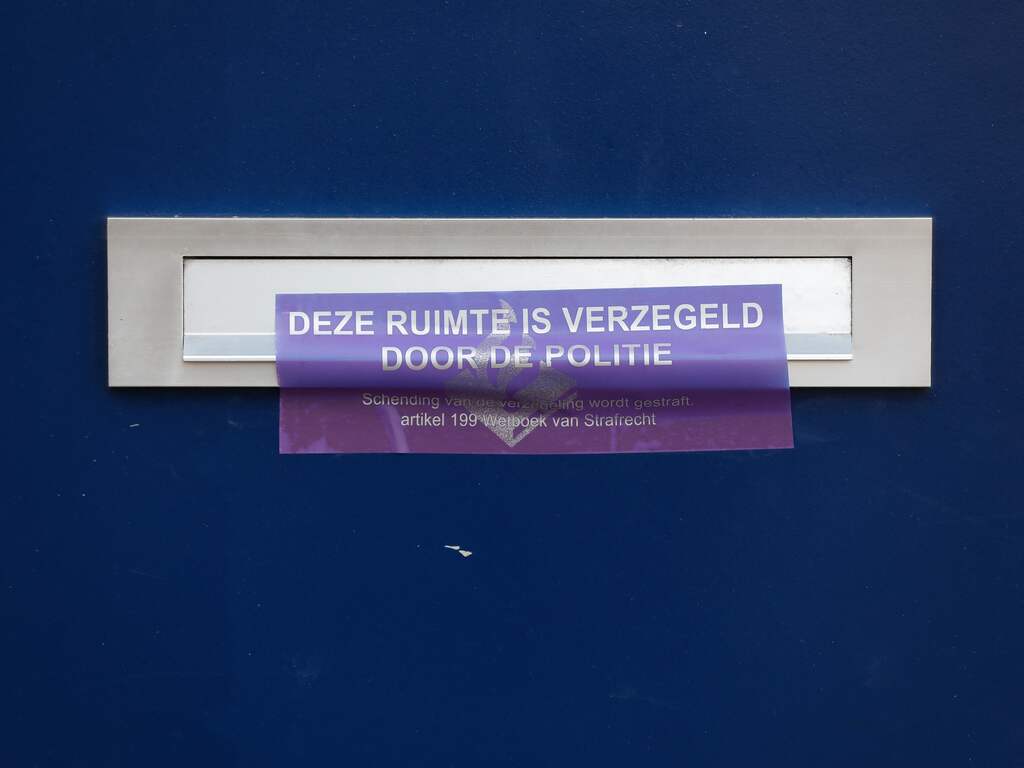 DEZE RUIMTE IS VERZEGELD
DOOR DE POLITIE
Schending van de verzegeling wordt gestraft.
artikel 199 Wetboek van Strafrecht